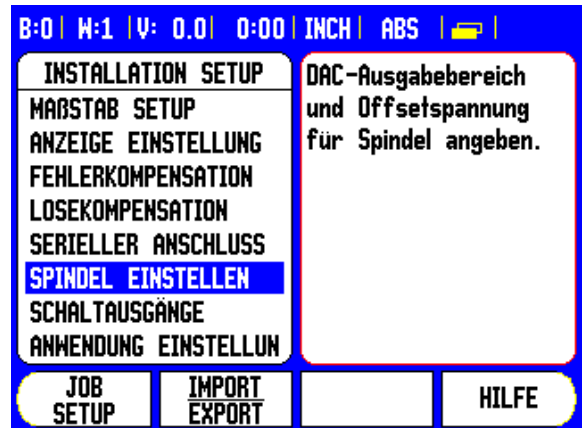 B:0| W:1 |V: 0.0| 0:00| INCH| ABS | |
INSTALLATION SETUP
MAßSTAB SETUP
ANZEIGE EINSTELLUNG
FEHLERKOMPENSATION
LOSEKOMPENSATION
SERIELLER ANSCHLUSS
SPINDEL EINSTELLEN
SCHALTAUSGÄNGE
ANWENDUNG EINSTELLUN
DAC-Ausgabebereich
und Offsetspannung
für Spindel angeben.
JOB
SETUP
IMPORT
EXPORT
HILFE